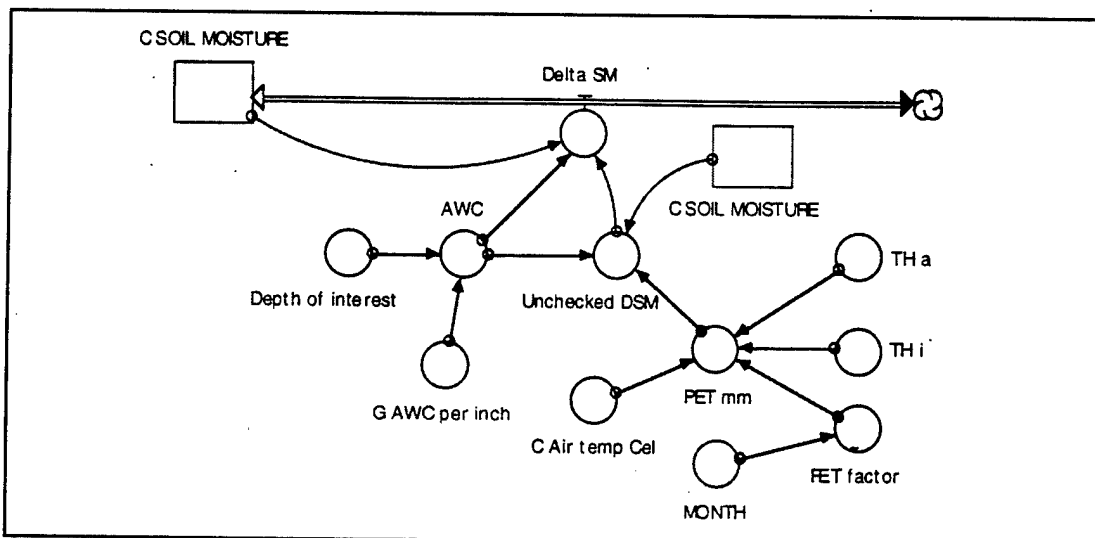 C SOIL MOISTURE
Delta SM
C SOIL MOISTURE
AWC
TH a
Depth of interest
Unchecked DSM
TH i
G AWC per inch
PET mm
C Air temp Cel
PET factor
MONTH